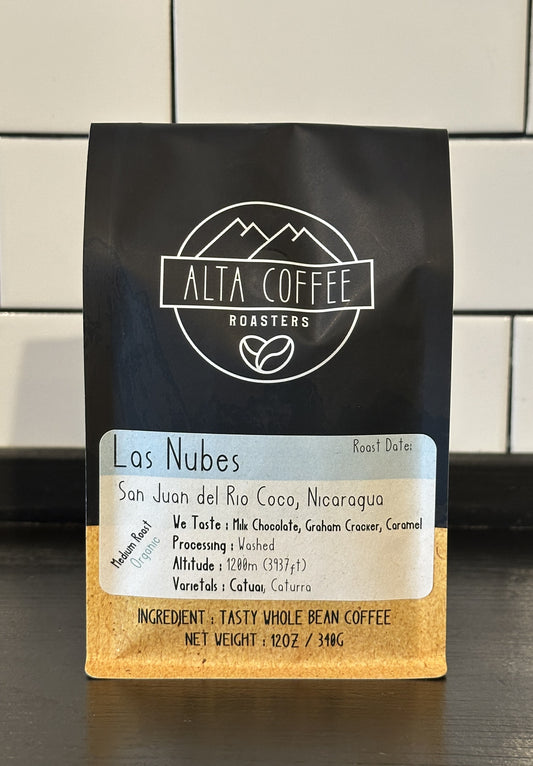 ALTA COFFEE
ROASTERS
Las Nubes
Roast Date:
San Juan del Rio Coco, Nicaragua
We Taste : Milk Chocolate, Graham Cracker, Caramel
Medium Roast
Organic
Processing : Washed
Altitude : 1200m (3937ft)
Varietals : Catuai, Caturra
INGREDIENT : TASTY WHOLE BEAN COFFEE
NET WEIGHT : 12OZ / 340G